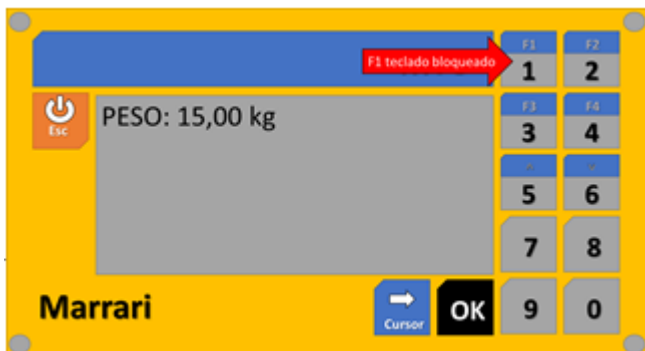 F1 teclado bloqueado
F1 F2
1 2
Esc
PESO: 15,00 kg
F3 F4
3 4
5 6
7 8
Marrari
Cursor
OK
9 0